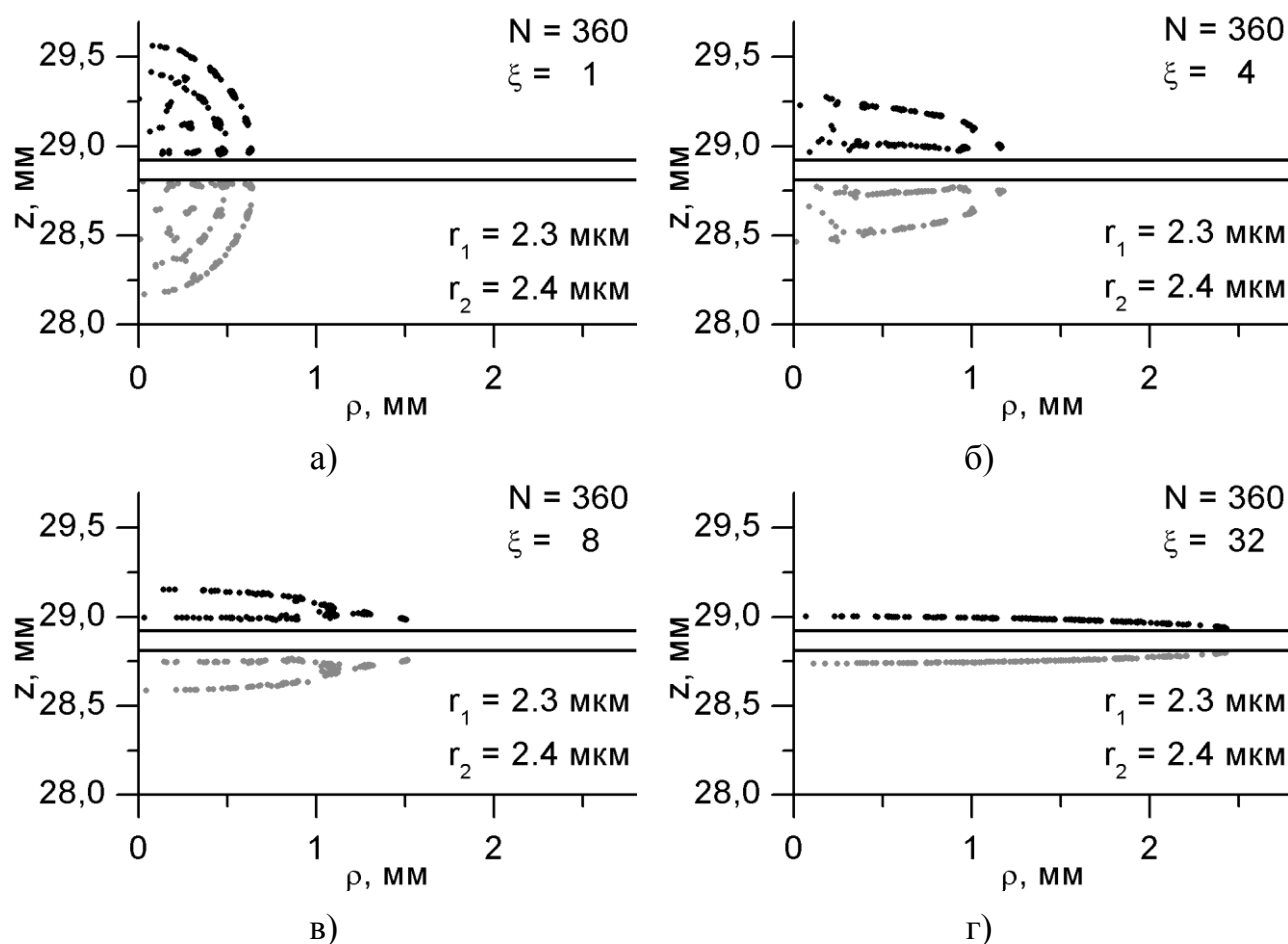 29,5
29,0
28,5
28,0
z, мм
N = 360
ξ = 1
r1 = 2.3 мкм
r2 = 2.4 мкм
0 1 2
ρ, мм
а)
29,5
29,0
28,5
28,0
z, мм
N = 360
ξ = 4
r1 = 2.3 мкм
r2 = 2.4 мкм
0 1 2
ρ, мм
б)
29,5
29,0
28,5
28,0
z, мм
N = 360
ξ = 8
r1 = 2.3 мкм
r2 = 2.4 мкм
0 1 2
ρ, мм
в)
29,5
29,0
28,5
28,0
z, мм
N = 360
ξ = 32
r1 = 2.3 мкм
r2 = 2.4 мкм
0 1 2
ρ, мм
г)